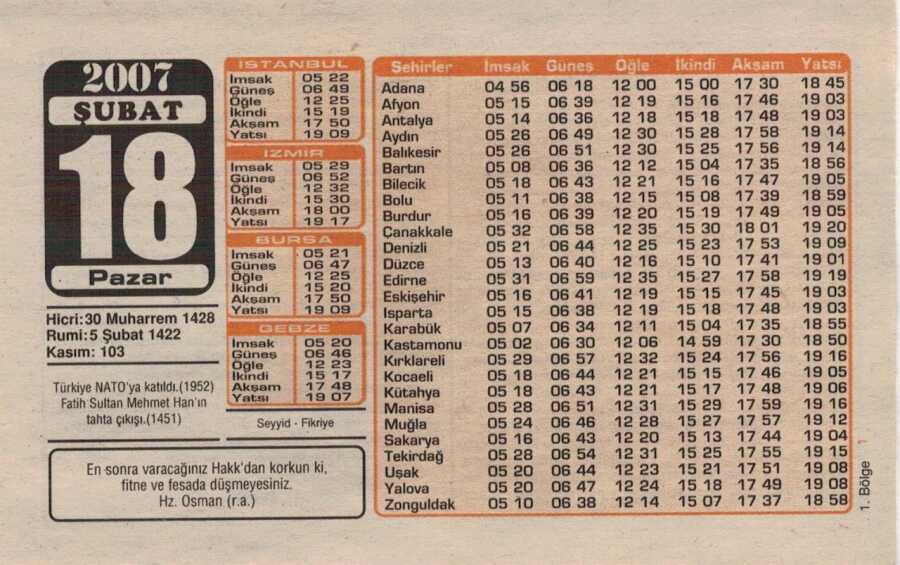 2007
ŞUBAT
18
Pazar
Hicri:30 Muharrem 1428
Rumi:5 Şubat 1422
Kasım: 103
Türkiye NATO'ya katıldı.(1952)
Fatih Sultan Mehmet Han'ın
tahta çıkışı.(1451)
ISTANBUL
Imsak 05 22
Güneş 06 49
Öğle 12 25
İkindi 15 19
Akşam 17 50
Yatsı 19 09
IZMIR
Imsak 05 29
Güneş 06 52
Öğle 12 32
İkindi 15 30
Akşam 18 00
Yatsı 19 17
BURSA
Imsak 05 21
Güneş 06 47
Öğle 12 25
İkindi 15 20
Akşam 17 50
Yatsı 19 09
GEBZE
Imsak 05 20
Güneş 06 46
Öğle 12 23
İkindi 15 17
Akşam 17 48
Yatsı 19 07
Seyyid - Fikriye
En sonra varacağınız Hakk'dan korkun ki,
fitne ve fesada düşmeyesiniz.
Hz. Osman (r.a.)
Şehirler Imsak Güneş Öğle İkindi Akşam Yatsı
Adana 04 56 06 18 12 00 15 00 17 30 18 45
Afyon 05 15 06 39 12 19 15 16 17 46 19 03
Antalya 05 14 06 36 12 18 15 18 17 48 19 03
Aydın 05 26 06 49 12 30 15 28 17 58 19 14
Balıkesir 05 26 06 51 12 30 15 25 17 56 19 14
Bartın 05 08 06 36 12 12 15 04 17 35 18 56
Bilecik 05 18 06 43 12 21 15 16 17 47 19 05
Bolu 05 11 06 38 12 15 15 08 17 39 18 59
Burdur 05 16 06 39 12 20 15 19 17 49 19 05
Çanakkale 05 32 06 58 12 35 15 30 18 01 19 20
Denizli 05 21 06 44 12 25 15 23 17 53 19 09
Düzce 05 13 06 40 12 16 15 10 17 41 19 01
Edirne 05 31 06 59 12 35 15 27 17 58 19 19
Eskişehir 05 16 06 41 12 19 15 15 17 45 19 03
Isparta 05 15 06 38 12 19 15 18 17 48 19 03
Karabük 05 07 06 34 12 11 15 04 17 35 18 55
Kastamonu 05 02 06 30 12 06 14 59 17 30 18 50
Kırklareli 05 29 06 57 12 32 15 24 17 56 19 16
Kocaeli 05 18 06 44 12 21 15 15 17 46 19 05
Kütahya 05 18 06 43 12 21 15 17 17 48 19 06
Manisa 05 28 06 51 12 31 15 29 17 59 19 16
Muğla 05 24 06 46 12 28 15 27 17 57 19 12
Sakarya 05 16 06 43 12 20 15 13 17 44 19 04
Tekirdağ 05 28 06 54 12 31 15 25 17 55 19 15
Uşak 05 20 06 44 12 23 15 21 17 51 19 08
Yalova 05 20 06 47 12 24 15 18 17 49 19 08
Zonguldak 05 10 06 38 12 14 15 07 17 37 18 58
1. Bölge